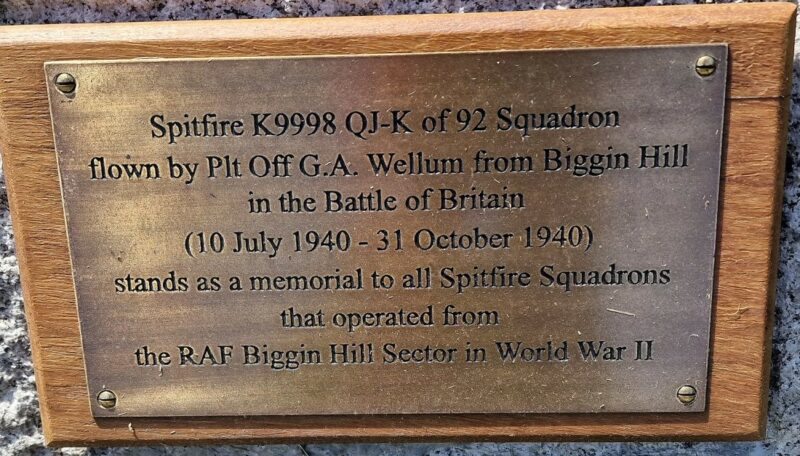 Spitfire K9998 QJ-K of 92 Squadron
flown by Plt Off G.A. Wellum from Biggin Hill
in the Battle of Britain
(10 July 1940 - 31 October 1940)
stands as a memorial to all Spitfire Squadrons
that operated from
the RAF Biggin Hill Sector in World War II